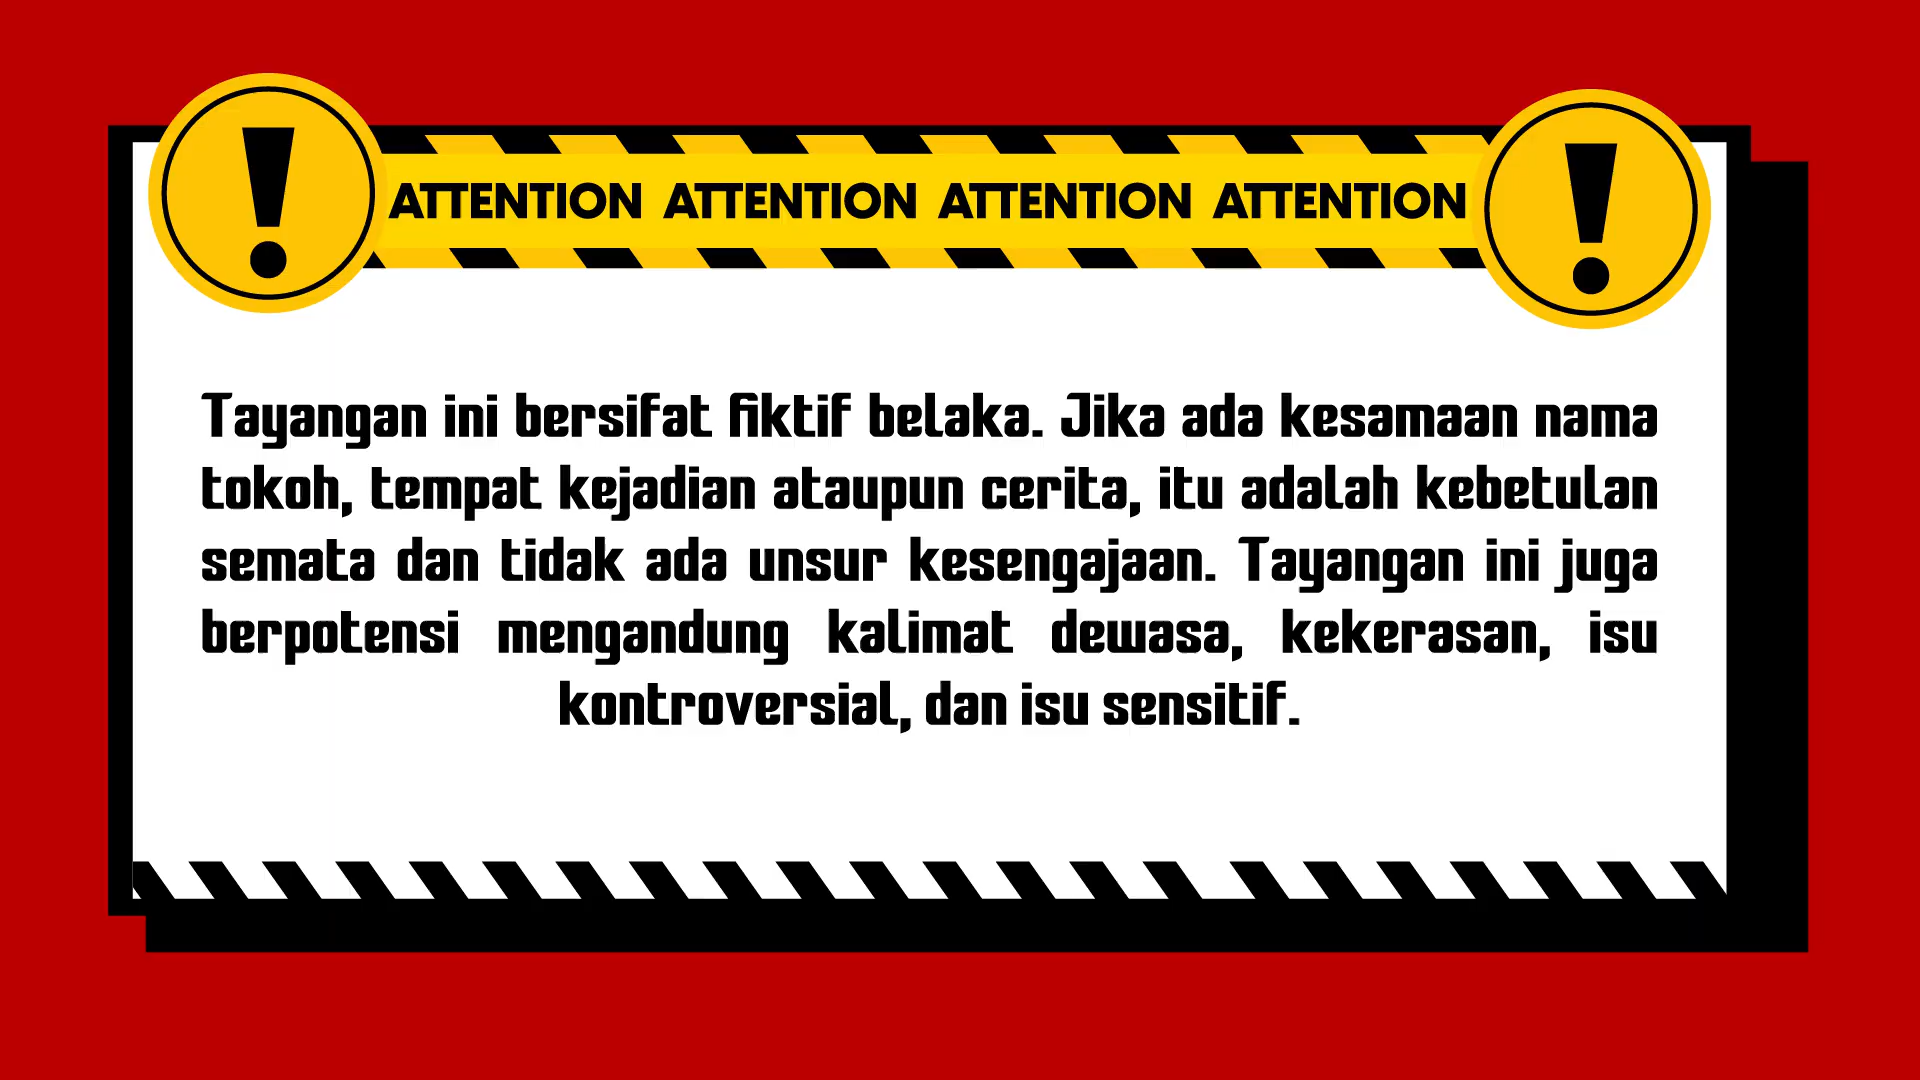 ATTENTION ATTENTION ATTENTION ATTENTION
Tayangan ini bersifat fiktif belaka. Jika ada kesamaan nama
tokoh, tempat kejadian ataupun cerita, itu adalah kebetulan
semata dan tidak ada unsur kesengajaan. Tayangan ini juga
berpotensi mengandung kalimat dewasa, kekerasan, isu
kontroversial, dan isu sensitif.